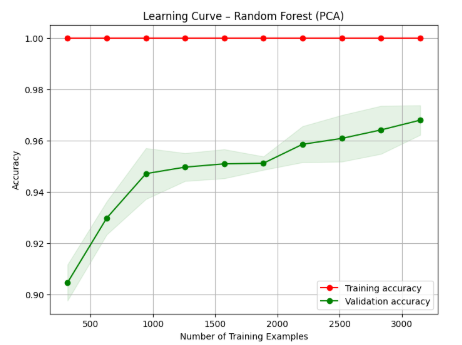 Learning Curve – Random Forest (PCA)
1.00
0.98
0.96
0.94
0.92
0.90
Accuracy
500
1000
1500
2000
2500
3000
Number of Training Examples
Training accuracy
Validation accuracy